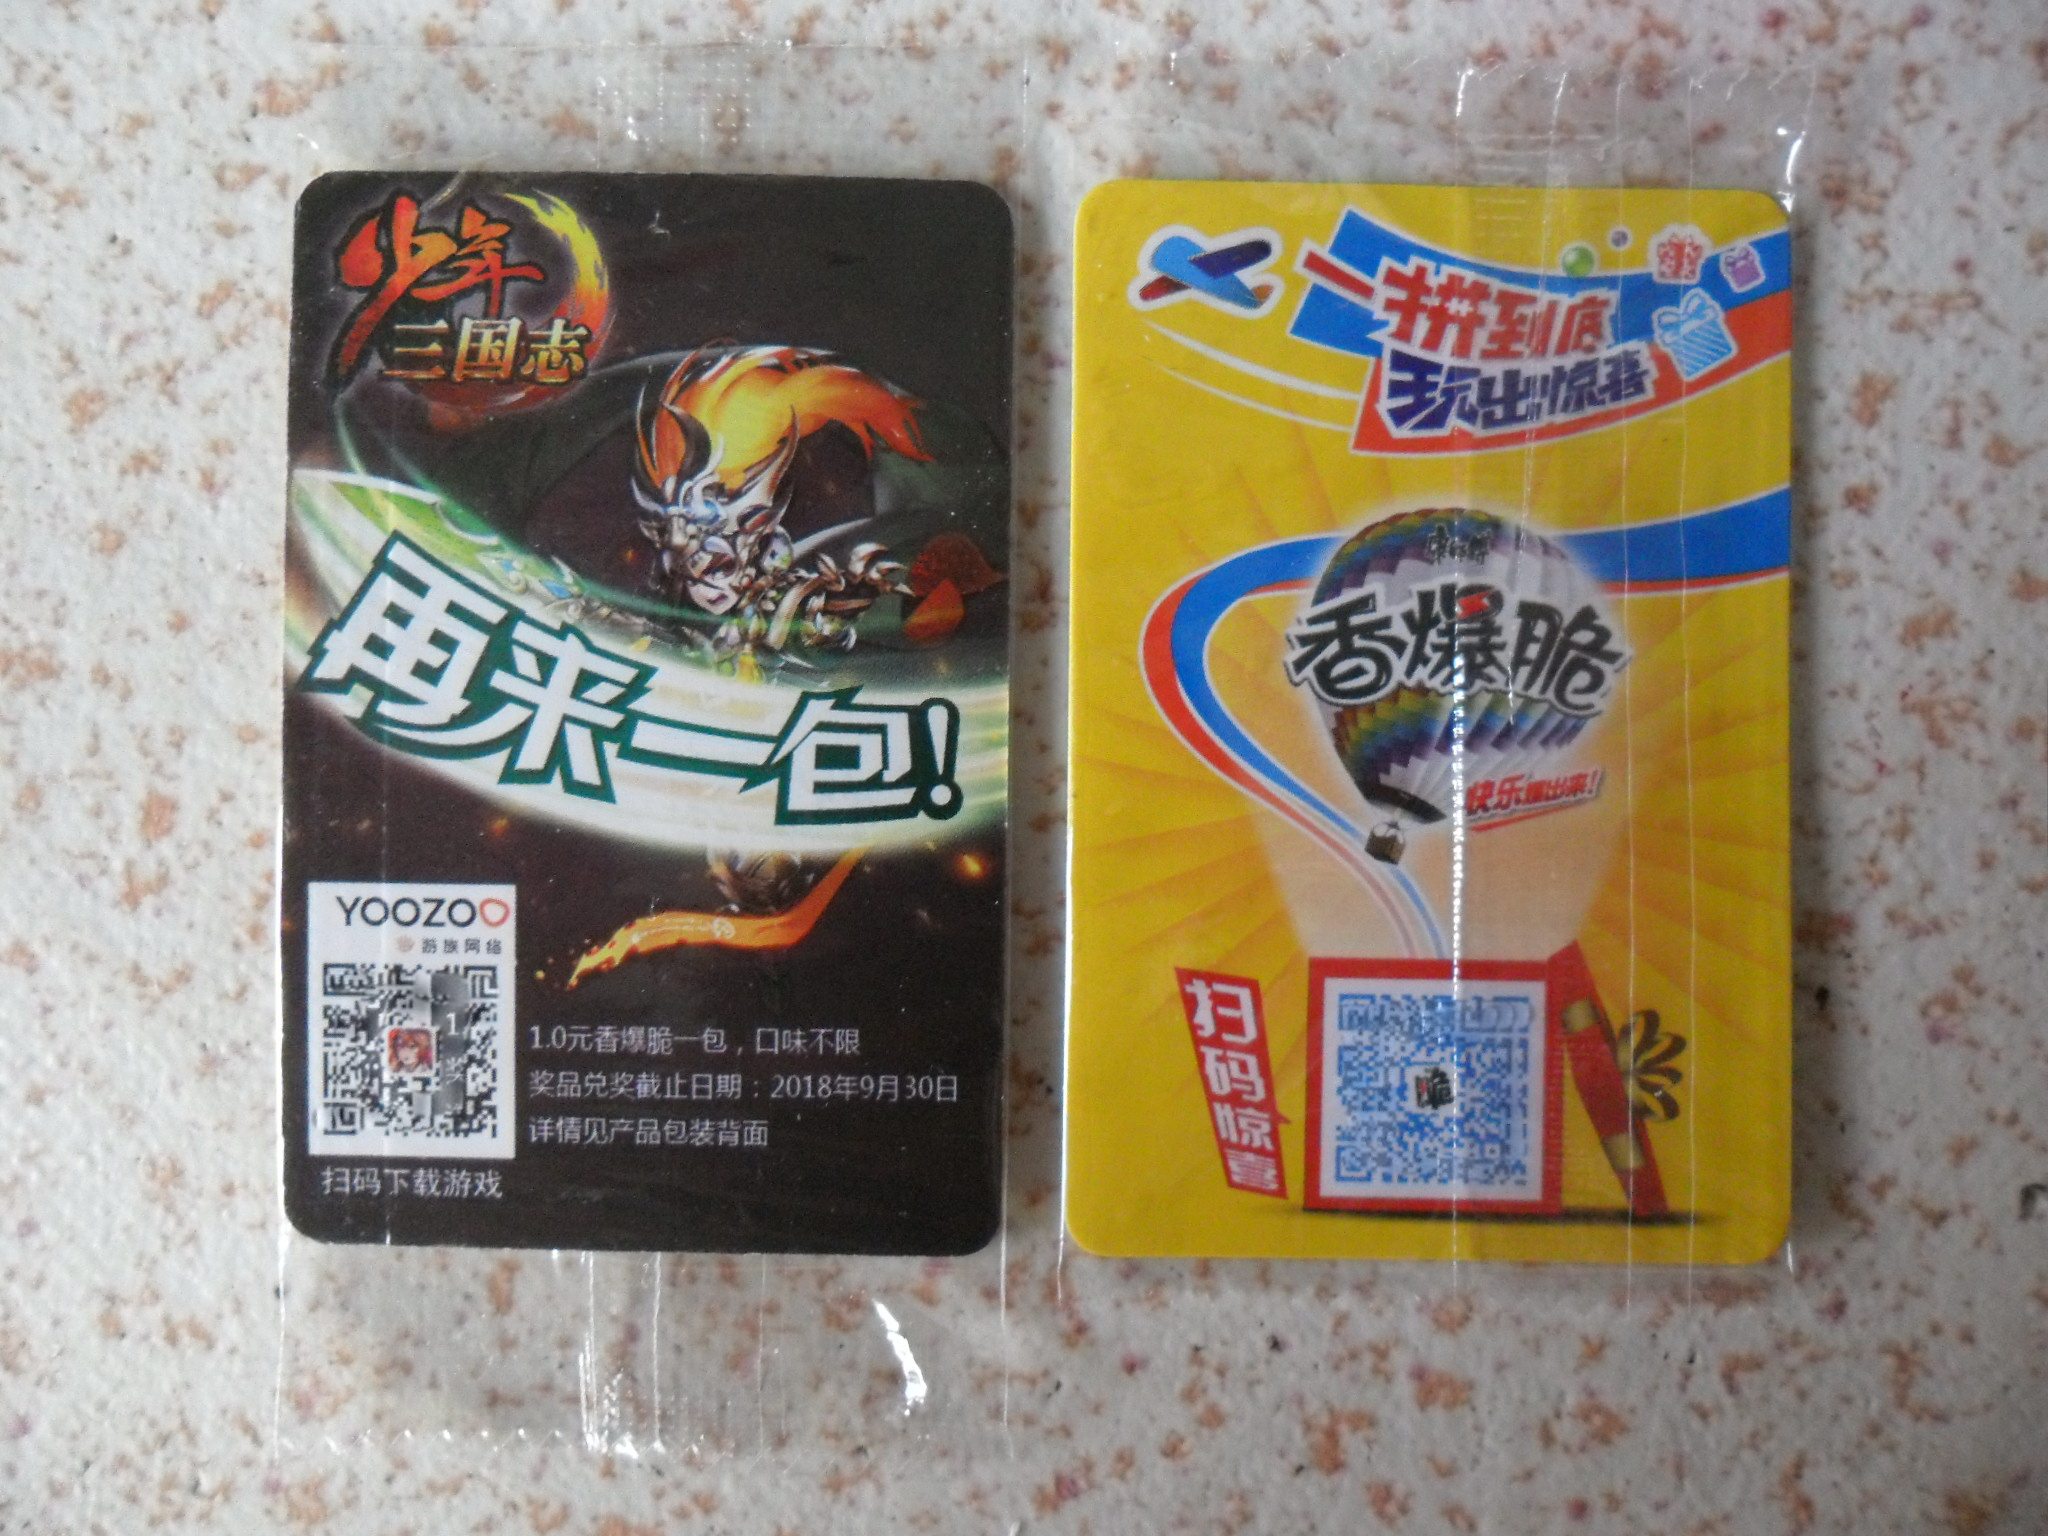 少年
三国志
再来一包!
YOOZOO
游族网络
1.0元香爆脆一包，口味不限
奖品兑奖截止日期：2018年9月30日
详情见产品包装背面
扫码下载游戏
一拼到底
玩出惊喜
康师傅
香爆脆
快乐爆出来!
扫码惊喜
脆